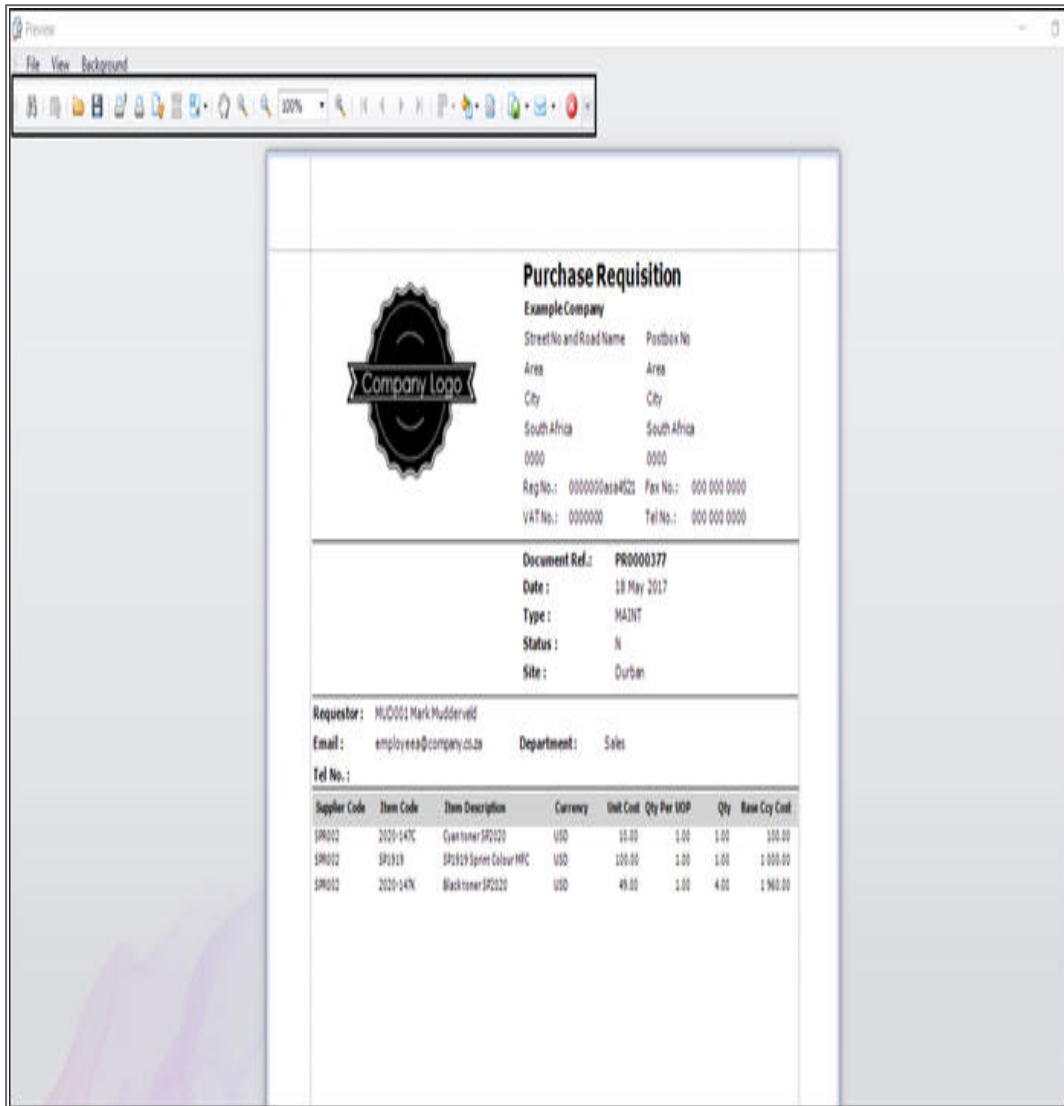 Preview
File View Background
100%
Purchase Requisition
Example Company
Company Logo
Street No and Road Name Postbox No
Area Area
City City
South Africa South Africa
0000 0000
Reg No.: 0000000asa4521 Fax No.: 000 000 0000
VAT No.: 0000000 Tel No.: 000 000 0000
Document Ref.: PR0000377
Date : 18 May 2017
Type : MAINT
Status : N
Site : Durban
Requestor : MUD001 Mark Mudderveld
Email : employeea@company.co.za Department : Sales
Tel No. :
Supplier Code Item Code Item Description Currency Unit Cost Qty Per UOP Qty Base Ccy Cost
SPR002 2020-147C Cyan toner SP2020 USD 10.00 1.00 1.00 100.00
SPR002 SP1919 SP1919 Sprint Colour MFC USD 100.00 1.00 1.00 1 000.00
SPR002 2020-147K Black toner SP2020 USD 49.00 1.00 4.00 1 960.00